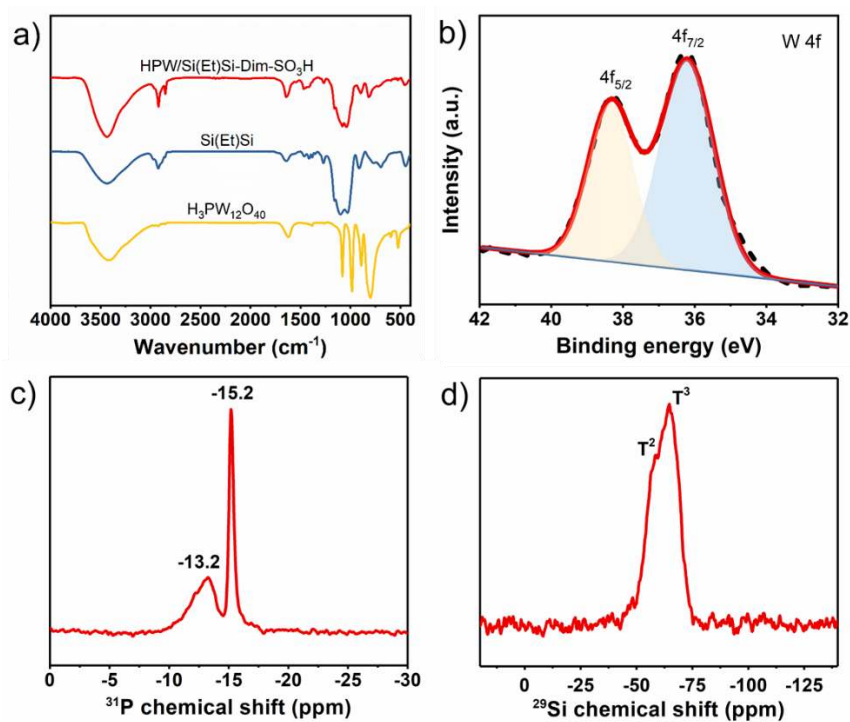 a)
HPW/Si(Et)Si-Dim-SO₃H
Si(Et)Si
H₃PW₁₂O₄₀
4000 3500 3000 2500 2000 1500 1000 500
Wavenumber (cm⁻¹)
b)
W 4f
4f₇/₂
4f₅/₂
Intensity (a.u.)
42 40 38 36 34 32
Binding energy (eV)
c)
-15.2
-13.2
0 -5 -10 -15 -20 -25 -30
³¹P chemical shift (ppm)
d)
T³
T²
0 -25 -50 -75 -100 -125
²⁹Si chemical shift (ppm)